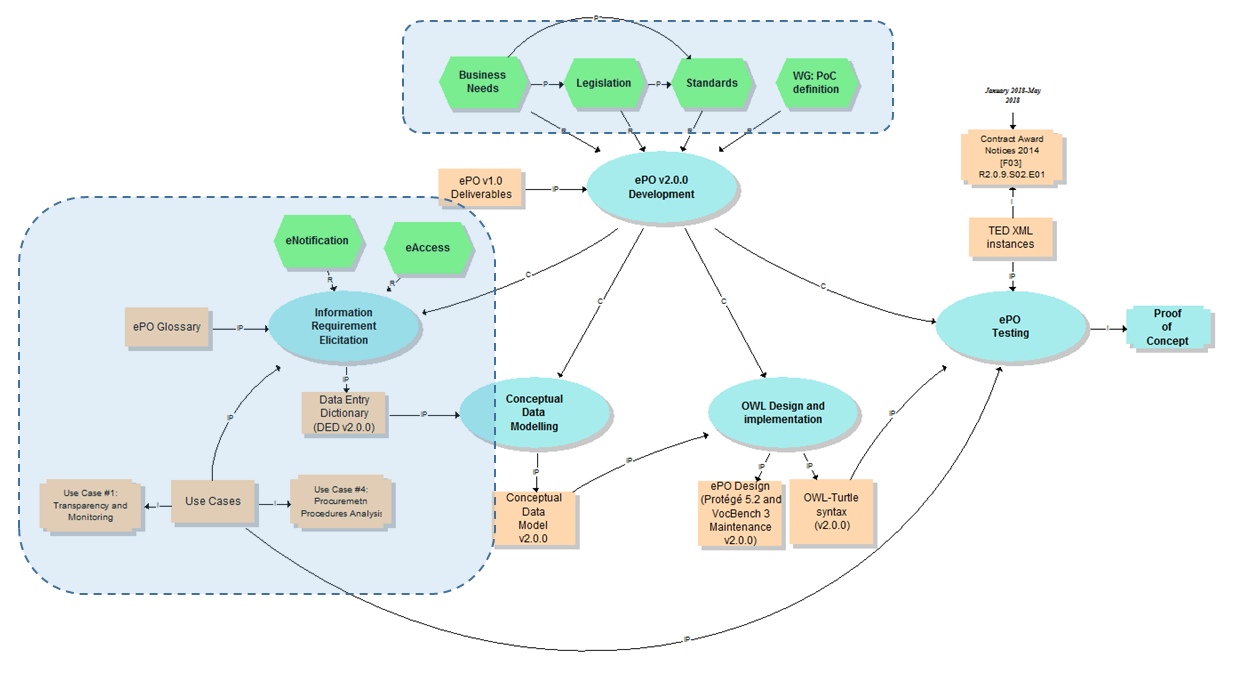 P
Business
Needs
P
Legislation
P
Standards
WG: PoC
definition
R
R
R
R
January 2018-May
2018
Contract Award
Notices 2014
[F03]
R2.0.9.S02.E01
I
TED XML
instances
IP
ePO v1.0
Deliverables
IP
ePO v2.0.0
Development
C
C
C
C
eNotification
eAccess
R
R
ePO Glossary
IP
Information
Requirement
Elicitation
IP
ePO
Testing
I
Proof
of
Concept
Data Entry
Dictionary
(DED v2.0.0)
IP
Conceptual
Data
Modelling
OWL Design and
implementation
IP
IP
IP
IP
IP
IP
Use Case #1:
Transparency and
Monitoring
I
Use Cases
I
Use Case #4:
Procuremetn
Procedures Analysis
Conceptual
Data
Model
v2.0.0
ePO Design
(Protégé 5.2 and
VocBench 3
Maintenance
v2.0.0)
OWL-Turtle
syntax
(v2.0.0)
IP